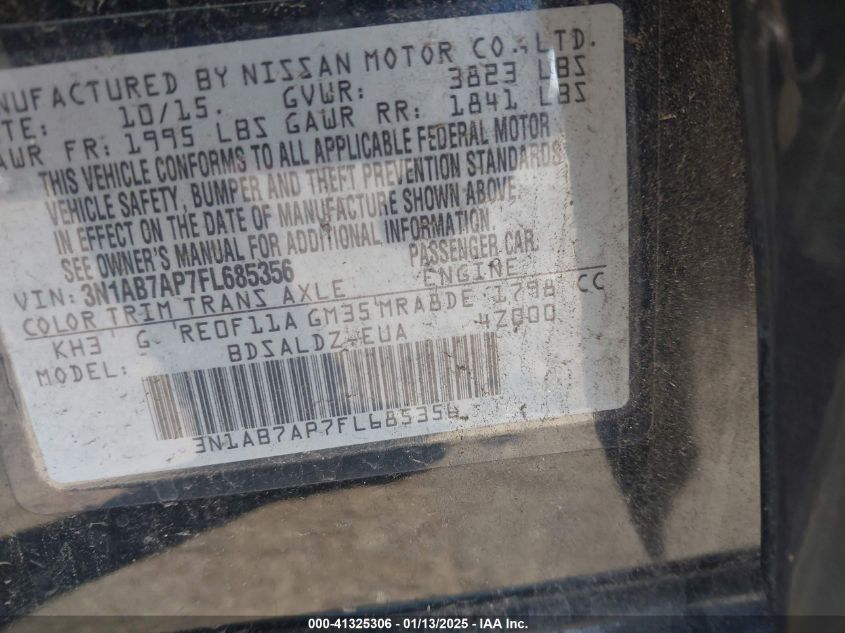 NUFACTURED BY NISSAN MOTOR CO., LTD.
TE: 10/15. GVWR: 3823 LBS
AWR FR: 1995 LBS GAWR RR: 1841 LBS
THIS VEHICLE CONFORMS TO ALL APPLICABLE FEDERAL MOTOR
VEHICLE SAFETY, BUMPER AND THEFT PREVENTION STANDARDS
IN EFFECT ON THE DATE OF MANUFACTURE SHOWN ABOVE.
SEE OWNER'S MANUAL FOR ADDITIONAL INFORMATION.
VIN: 3N1AB7AP7FL685356 PASSENGER CAR
COLOR TRIM TRANS AXLE ENGINE
KH3 G RE0F11A GM35 MRA8DE 1798 CC
MODEL: BDSALDZ-EUA 4Z000
3N1AB7AP7FL685356
000-41325306 - 01/13/2025 - IAA Inc.